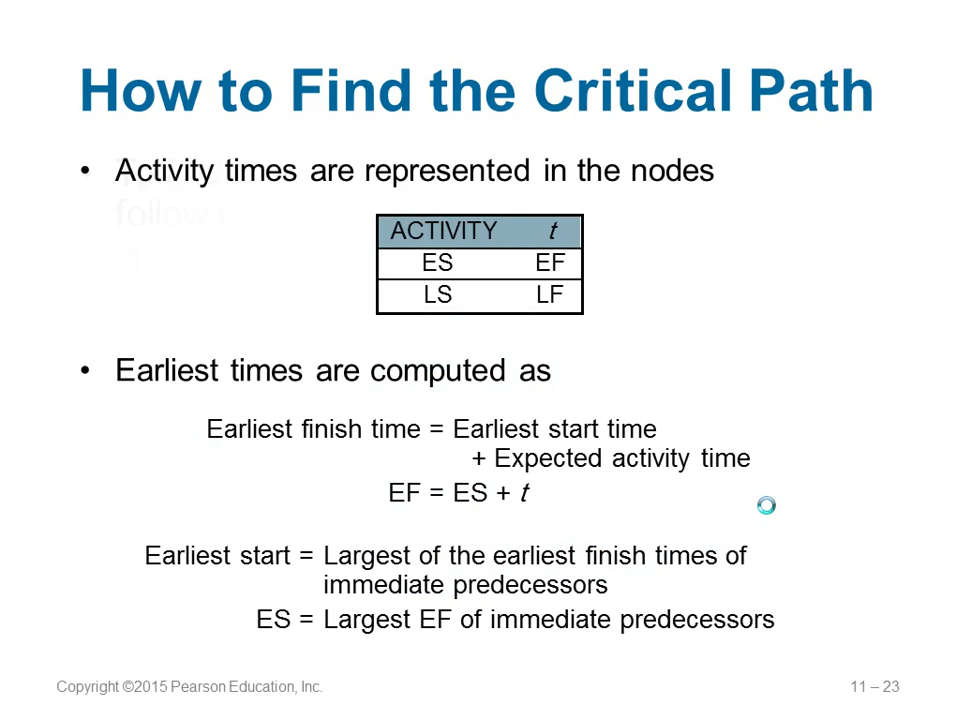 How to Find the Critical Path
• Activity times are represented in the nodes
following
ACTIVITY t
ES EF
LS LF
• Earliest times are computed as
Earliest finish time = Earliest start time
+ Expected activity time
EF = ES + t
Earliest start = Largest of the earliest finish times of
immediate predecessors
ES = Largest EF of immediate predecessors
Copyright ©2015 Pearson Education, Inc. 11 – 23